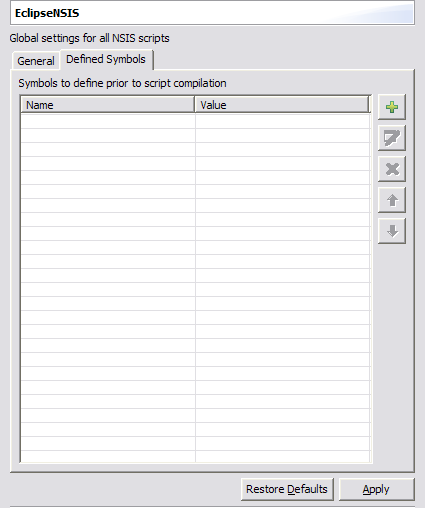 EclipseNSIS
Global settings for all NSIS scripts
General Defined Symbols
Symbols to define prior to script compilation
Name Value
Restore Defaults Apply